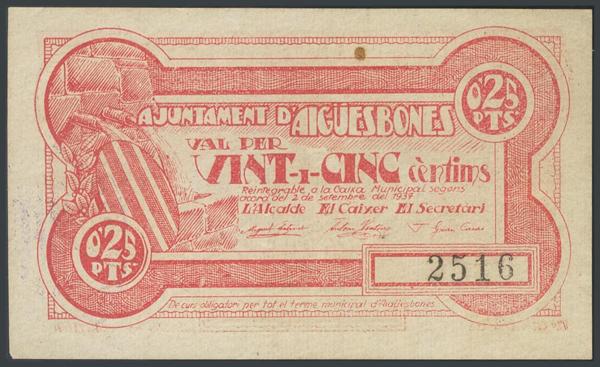 AJUNTAMENT D'AIGÜESBONES
0'25
PTS
VAL PER
VINT-I-CINC cèntims
Reintegrable a la Caixa Municipal segons
acord del 2 de setembre del 1937
L'Alcalde El Caixer El Secretari
0'25
PTS
2516
De curs obligatori per tot el terme municipal d'Aigüesbones